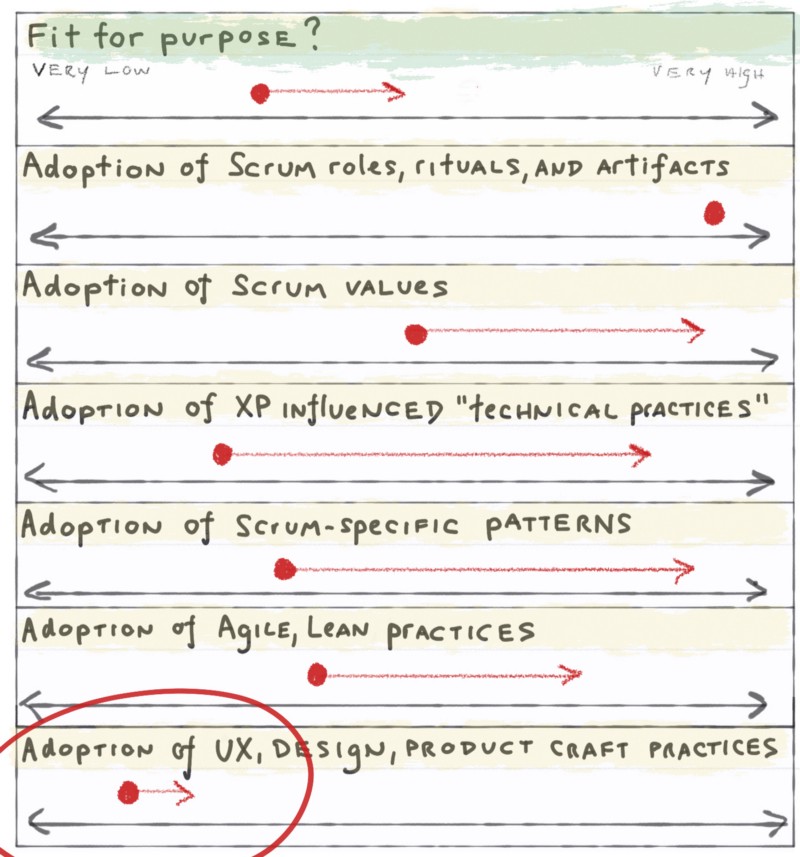 Fit for purpose?
VERY LOW VERY HIGH
Adoption of Scrum roles, rituals, and artifacts
Adoption of Scrum values
Adoption of XP influenced "technical practices"
Adoption of Scrum-specific patterns
Adoption of Agile, Lean practices
Adoption of UX, Design, product craft practices